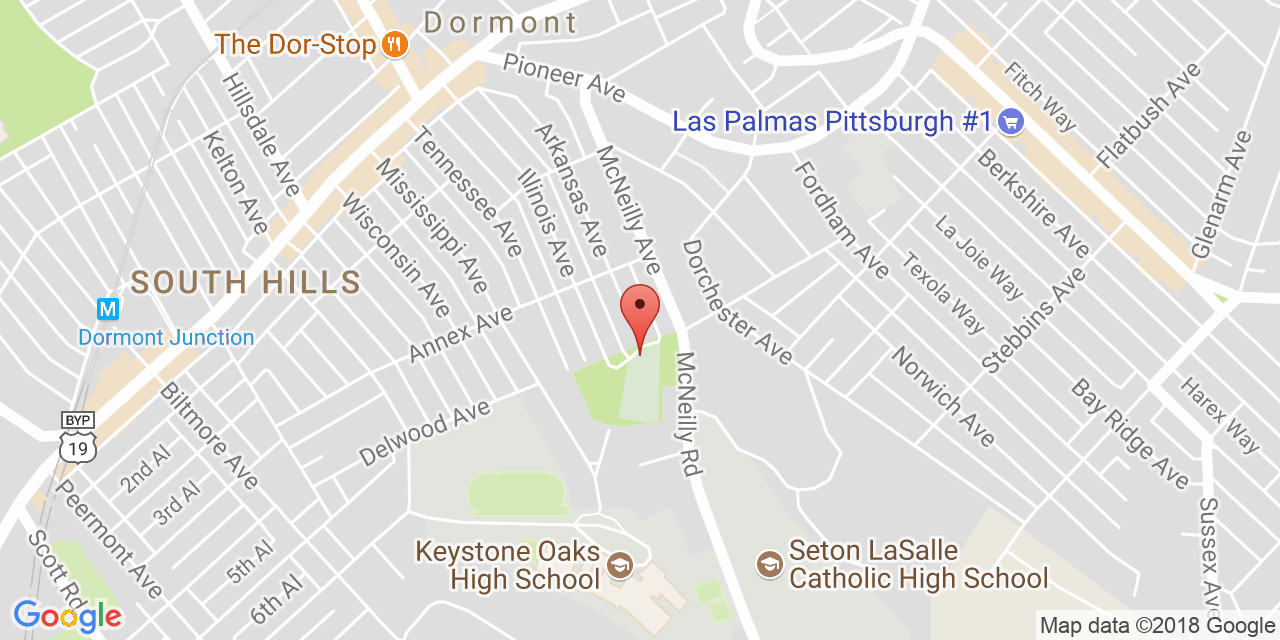 Dormont
The Dor-Stop
Pioneer Ave
Las Palmas Pittsburgh #1
Fitch Way
Flatbush Ave
Glenarm Ave
Hillsdale Ave
Kelton Ave
Tennessee Ave
Arkansas Ave
McNeilly Ave
Mississippi Ave
Illinois Ave
Wisconsin Ave
Fordham Ave
Berkshire Ave
La Joie Way
Texola Way
Stebbins Ave
Dorchester Ave
SOUTH HILLS
M
Dormont Junction
Annex Ave
McNeilly Rd
Norwich Ave
Bay Ridge Ave
Harex Way
Sussex Ave
Delwood Ave
Biltmore Ave
BYP
19
2nd Al
3rd Al
5th Al
6th Al
Peermont Ave
Scott Rd
Keystone Oaks
High School
Seton LaSalle
Catholic High School
Google
Map data ©2018 Google